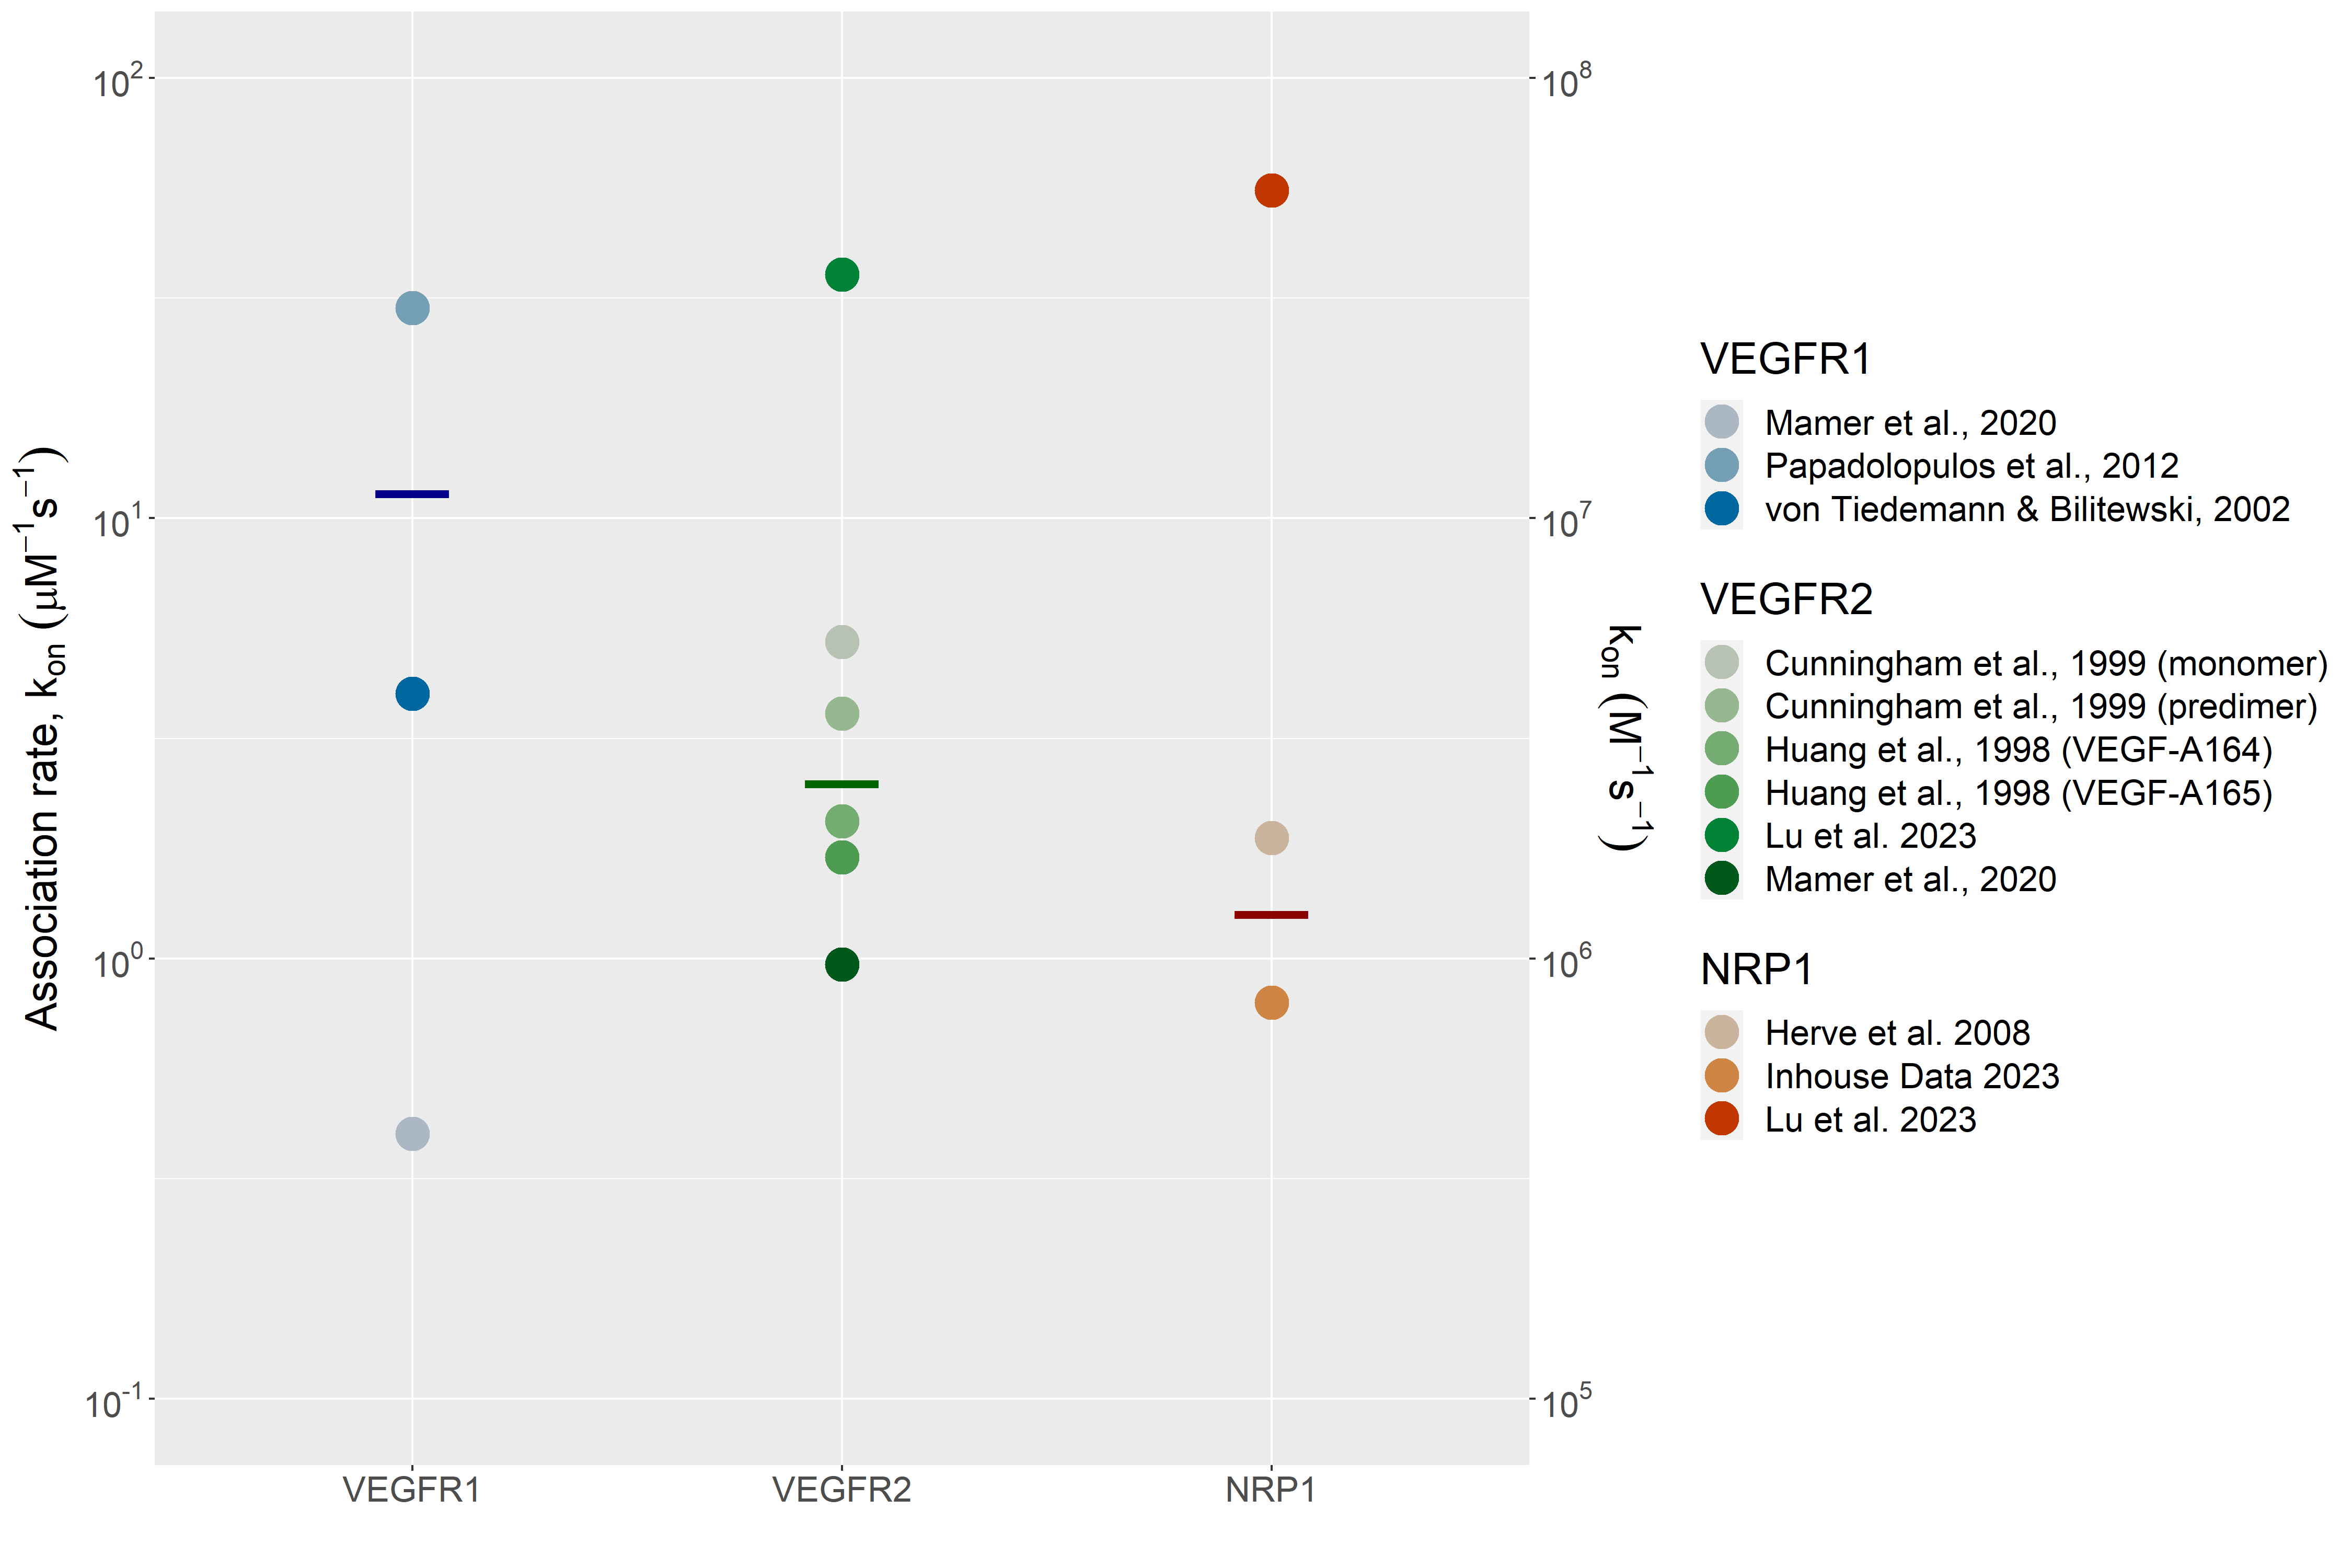 Association rate, kon (μM−1s−1)
10^2
10^1
10^0
10^-1
VEGFR1
VEGFR2
NRP1
10^8
10^7
10^6
10^5
kon (M−1s−1)
VEGFR1
Mamer et al., 2020
Papadolopulos et al., 2012
von Tiedemann & Bilitewski, 2002
VEGFR2
Cunningham et al., 1999 (monomer)
Cunningham et al., 1999 (predimer)
Huang et al., 1998 (VEGF-A164)
Huang et al., 1998 (VEGF-A165)
Lu et al. 2023
Mamer et al., 2020
NRP1
Herve et al. 2008
Inhouse Data 2023
Lu et al. 2023